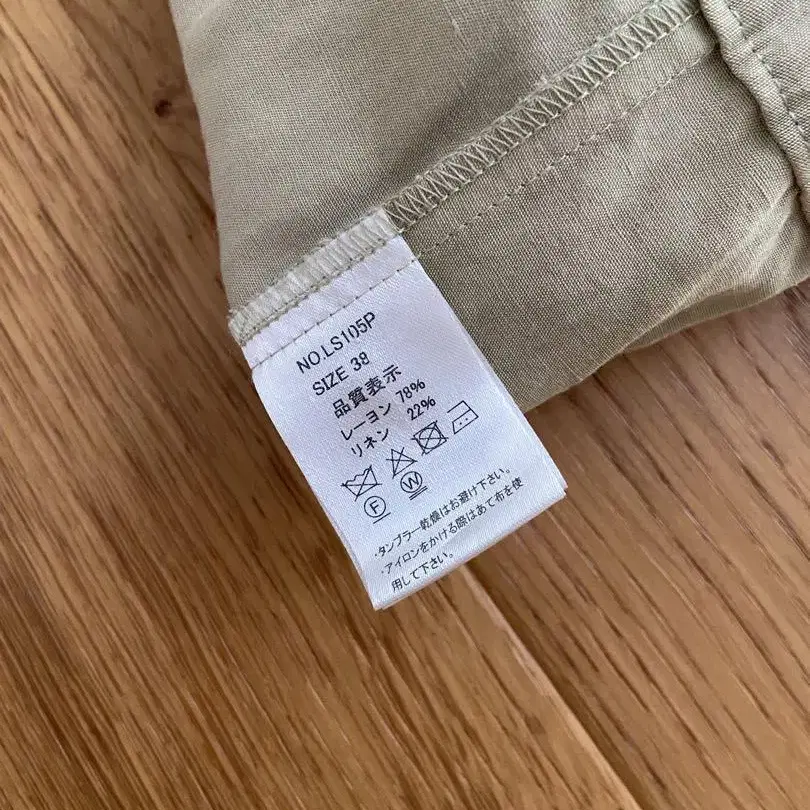 NO.LS105P
SIZE 38
品質表示
レーヨン 78%
リネン 22%
F W
・タンブラー乾燥はお避け下さい。
・アイロンをかける際はあて布を使
用して下さい。